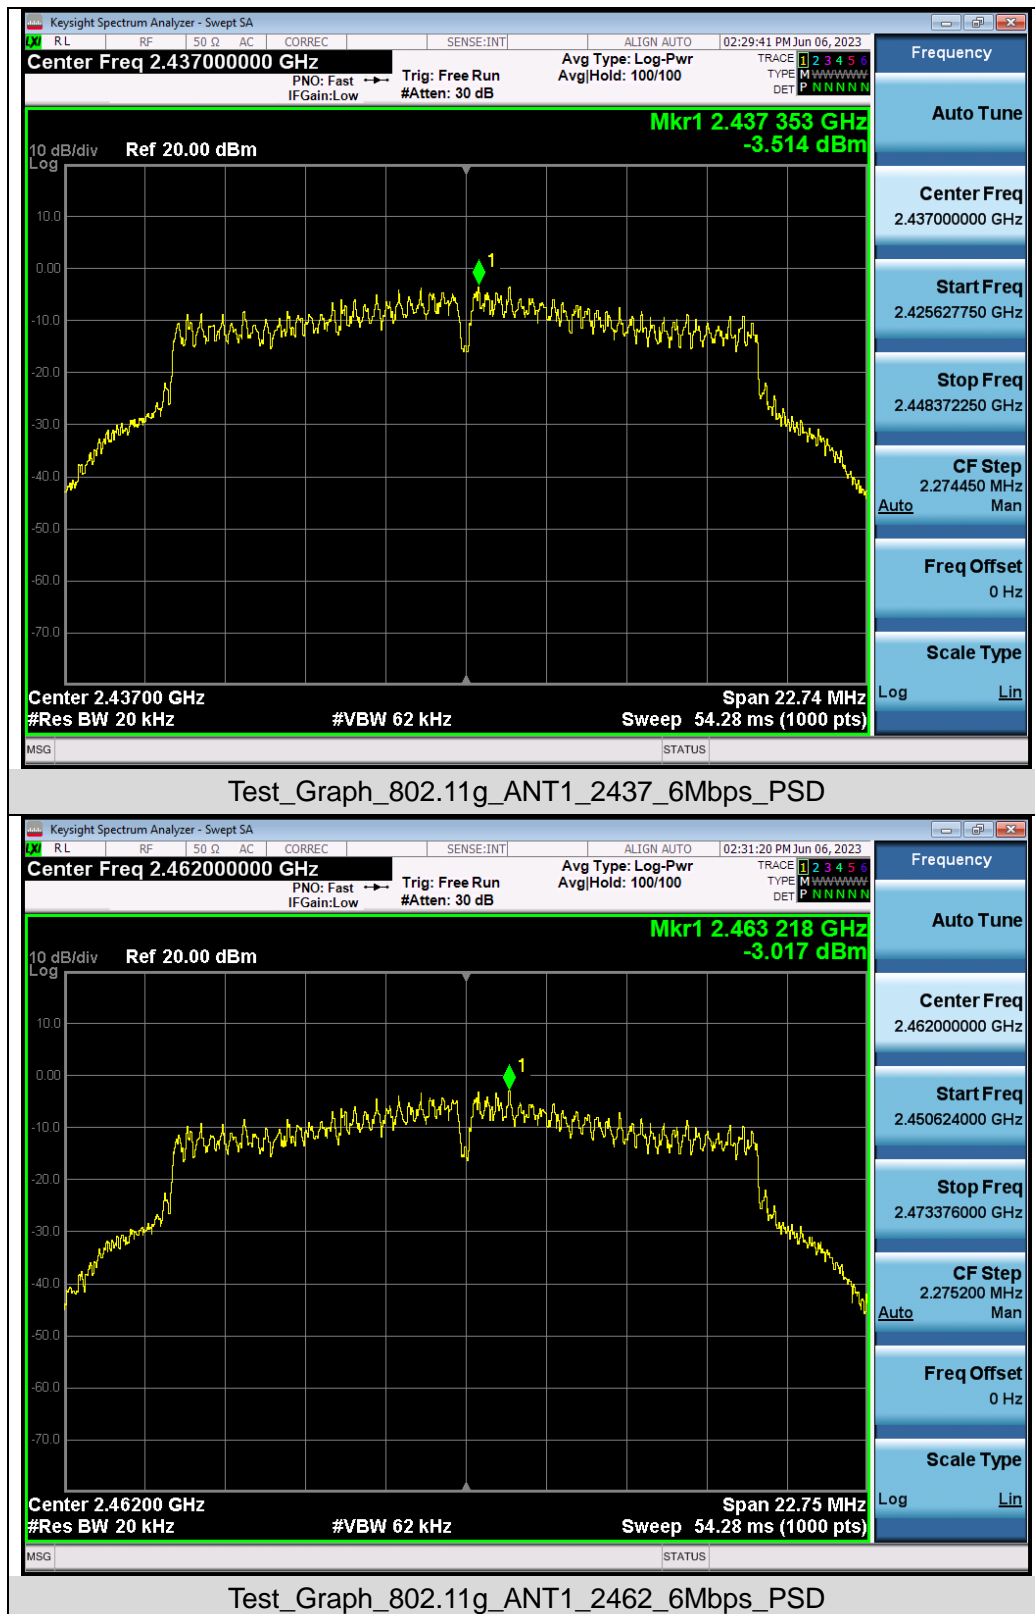 Keysight Spectrum Analyzer - Swept SA
LXI RL RF 50 Ω AC CORREC SENSE:INT ALIGN AUTO 02:29:41 PM Jun 06, 2023
Center Freq 2.437000000 GHz
PNO: Fast
IFGain:Low
Trig: Free Run
#Atten: 30 dB
Avg Type: Log-Pwr
Avg|Hold: 100/100
TRACE 1 2 3 4 5 6
TYPE M WWWWW
DET P N N N N N
Frequency
Mkr1 2.437 353 GHz
-3.514 dBm
10 dB/div Ref 20.00 dBm
Log
10.0
0.00
-10.0
-20.0
-30.0
-40.0
-50.0
-60.0
-70.0
1
Center 2.43700 GHz Span 22.74 MHz
#Res BW 20 kHz #VBW 62 kHz Sweep 54.28 ms (1000 pts)
Auto Tune
Center Freq
2.437000000 GHz
Start Freq
2.425627750 GHz
Stop Freq
2.448372250 GHz
CF Step
2.274450 MHz
Auto Man
Freq Offset
0 Hz
Scale Type
Log Lin
MSG STATUS
Test_Graph_802.11g_ANT1_2437_6Mbps_PSD
Keysight Spectrum Analyzer - Swept SA
LXI RL RF 50 Ω AC CORREC SENSE:INT ALIGN AUTO 02:31:20 PM Jun 06, 2023
Center Freq 2.462000000 GHz
PNO: Fast
IFGain:Low
Trig: Free Run
#Atten: 30 dB
Avg Type: Log-Pwr
Avg|Hold: 100/100
TRACE 1 2 3 4 5 6
TYPE M WWWWW
DET P N N N N N
Frequency
Mkr1 2.463 218 GHz
-3.017 dBm
10 dB/div Ref 20.00 dBm
Log
10.0
0.00
-10.0
-20.0
-30.0
-40.0
-50.0
-60.0
-70.0
1
Center 2.46200 GHz Span 22.75 MHz
#Res BW 20 kHz #VBW 62 kHz Sweep 54.28 ms (1000 pts)
Auto Tune
Center Freq
2.462000000 GHz
Start Freq
2.450624000 GHz
Stop Freq
2.473376000 GHz
CF Step
2.275200 MHz
Auto Man
Freq Offset
0 Hz
Scale Type
Log Lin
MSG STATUS
Test_Graph_802.11g_ANT1_2462_6Mbps_PSD